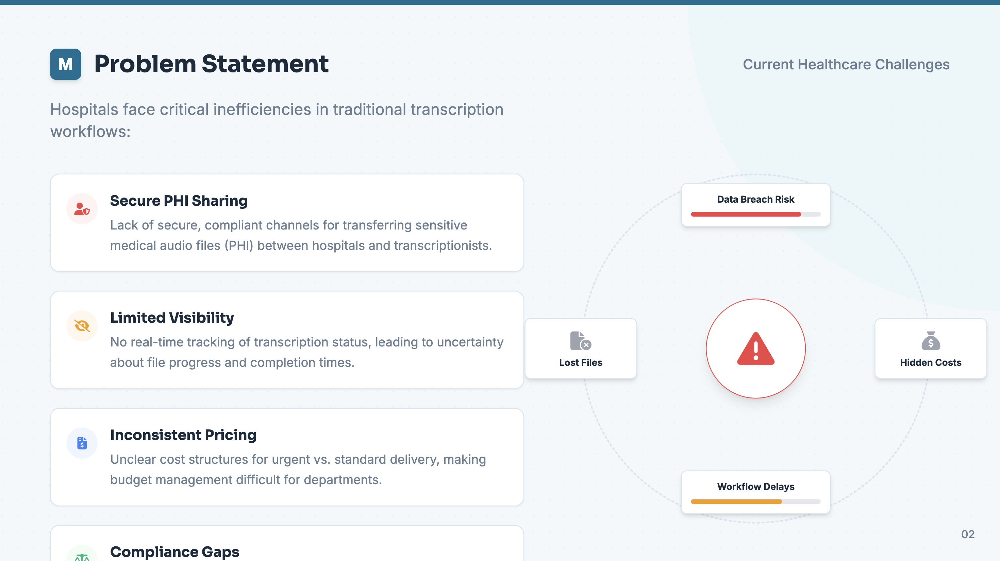 M
Problem Statement
Current Healthcare Challenges
Hospitals face critical inefficiencies in traditional transcription
workflows:
Secure PHI Sharing
Lack of secure, compliant channels for transferring sensitive
medical audio files (PHI) between hospitals and transcriptionists.
Limited Visibility
No real-time tracking of transcription status, leading to uncertainty
about file progress and completion times.
Inconsistent Pricing
Unclear cost structures for urgent vs. standard delivery, making
budget management difficult for departments.
Compliance Gaps
Data Breach Risk
Lost Files
Hidden Costs
Workflow Delays
02